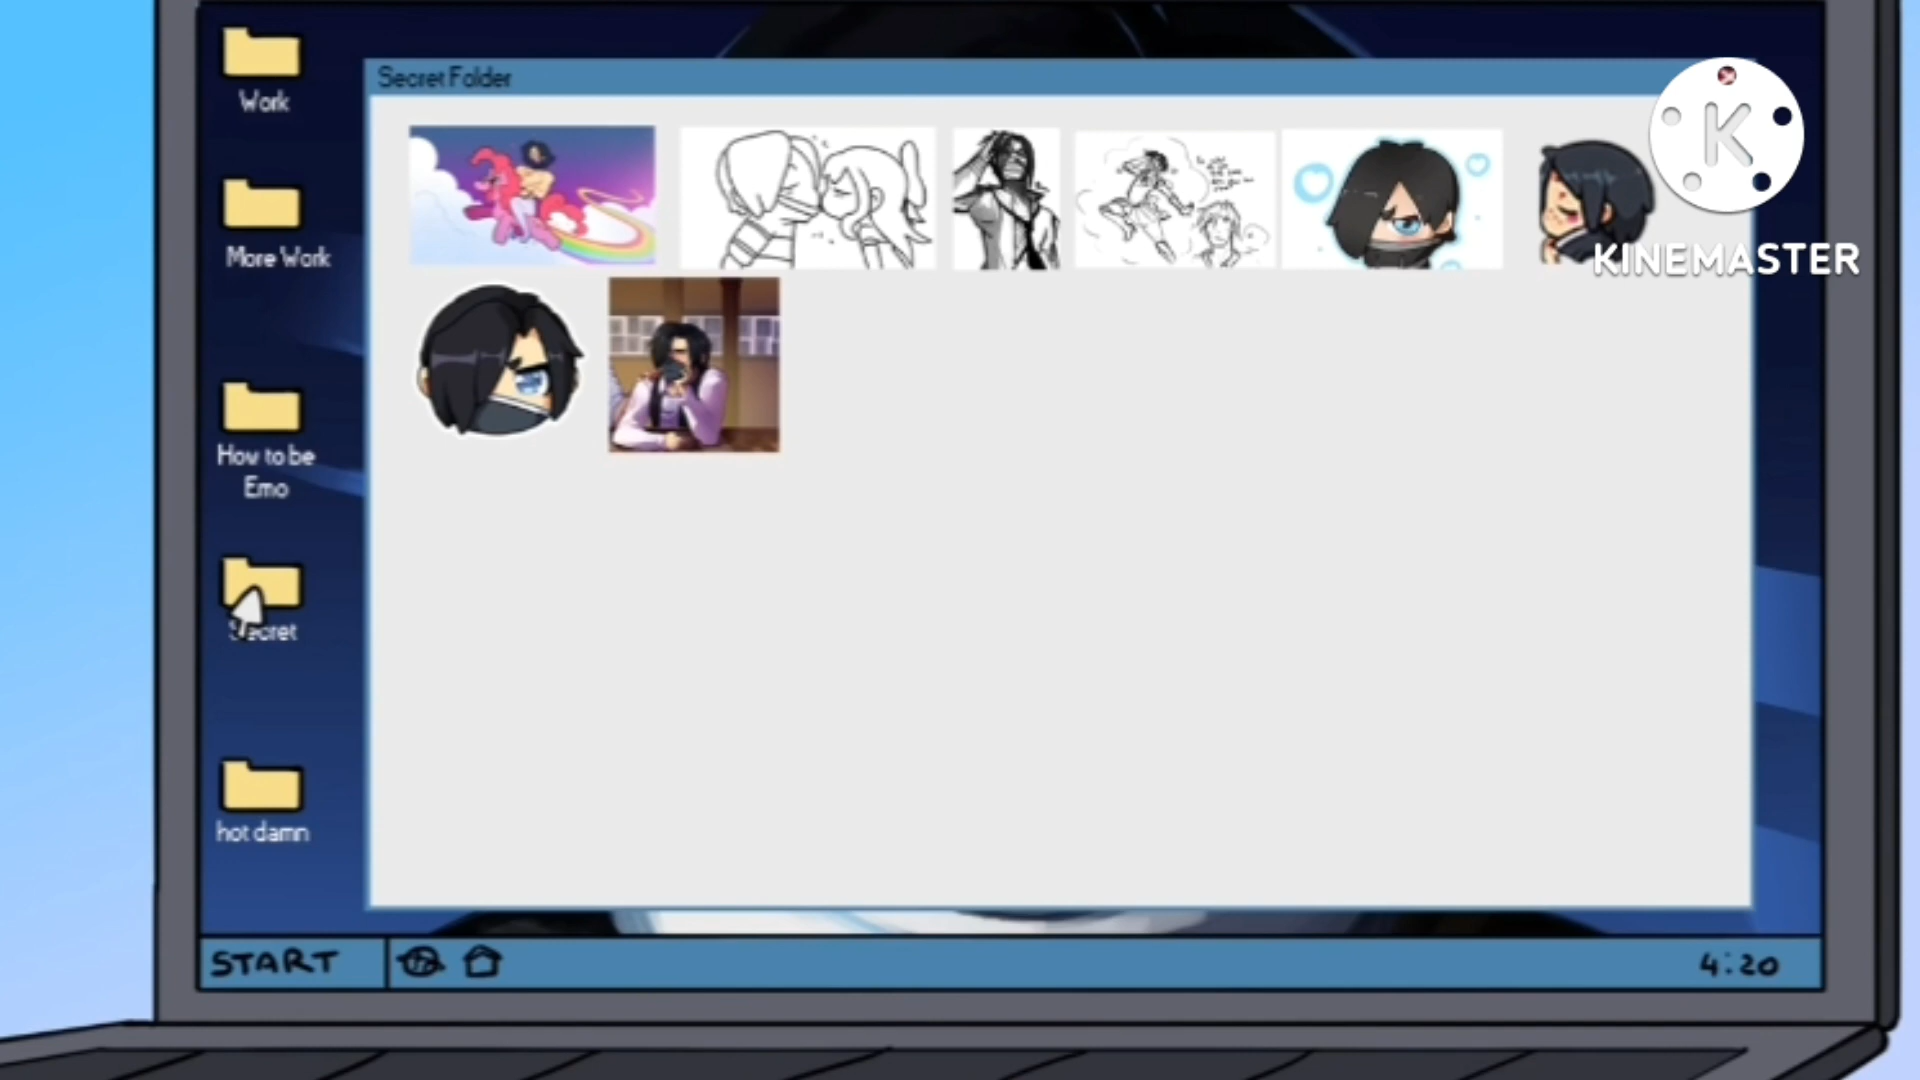 Work
Secret Folder
K
KINEMASTER
More Work
How to be
Emo
Secret
hot damn
START
4:20